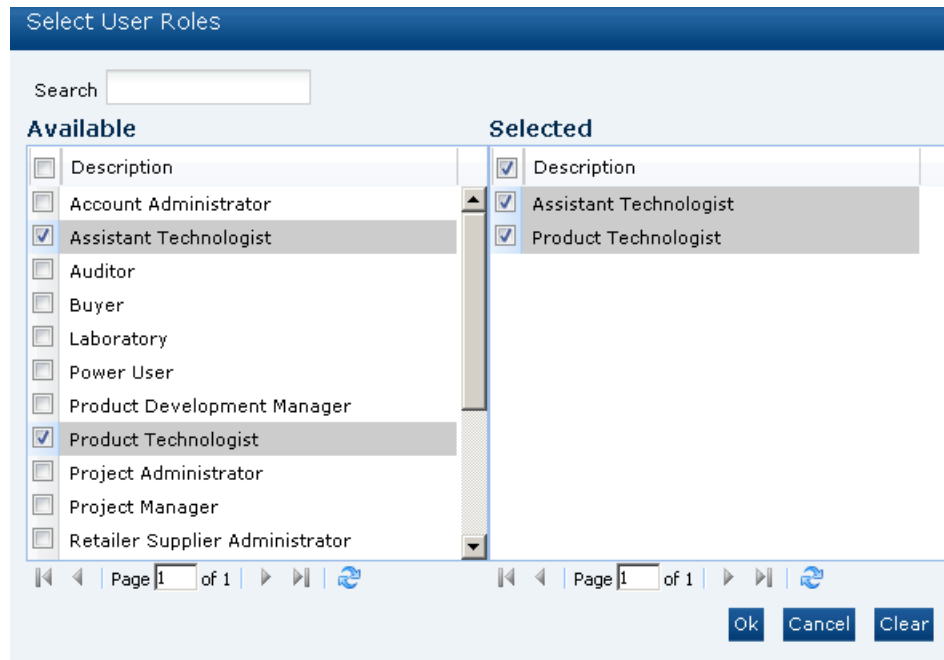 Select User Roles
Search
Available
Description
Account Administrator
Assistant Technologist
Auditor
Buyer
Laboratory
Power User
Product Development Manager
Product Technologist
Project Administrator
Project Manager
Retailer Supplier Administrator
Page 1 of 1
Selected
Description
Assistant Technologist
Product Technologist
Page 1 of 1
Ok Cancel Clear